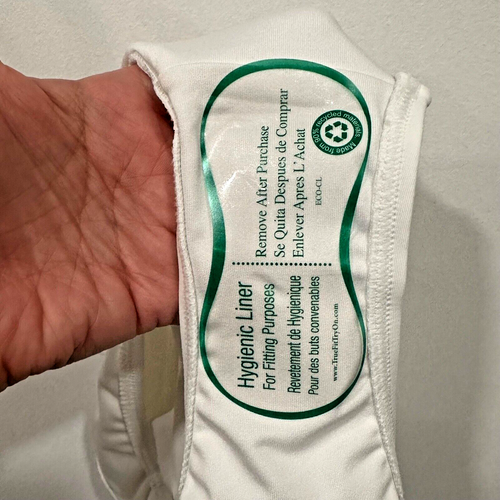 Hygienic Liner
For Fitting Purposes
Revetement de Hygienique
Pour des buts convenables
www.TrueFitTryOn.com
Remove After Purchase
Se Quita Despues de Comprar
Enlever Apres L'Achat
ECO-CL
Made from 90% recycled materials